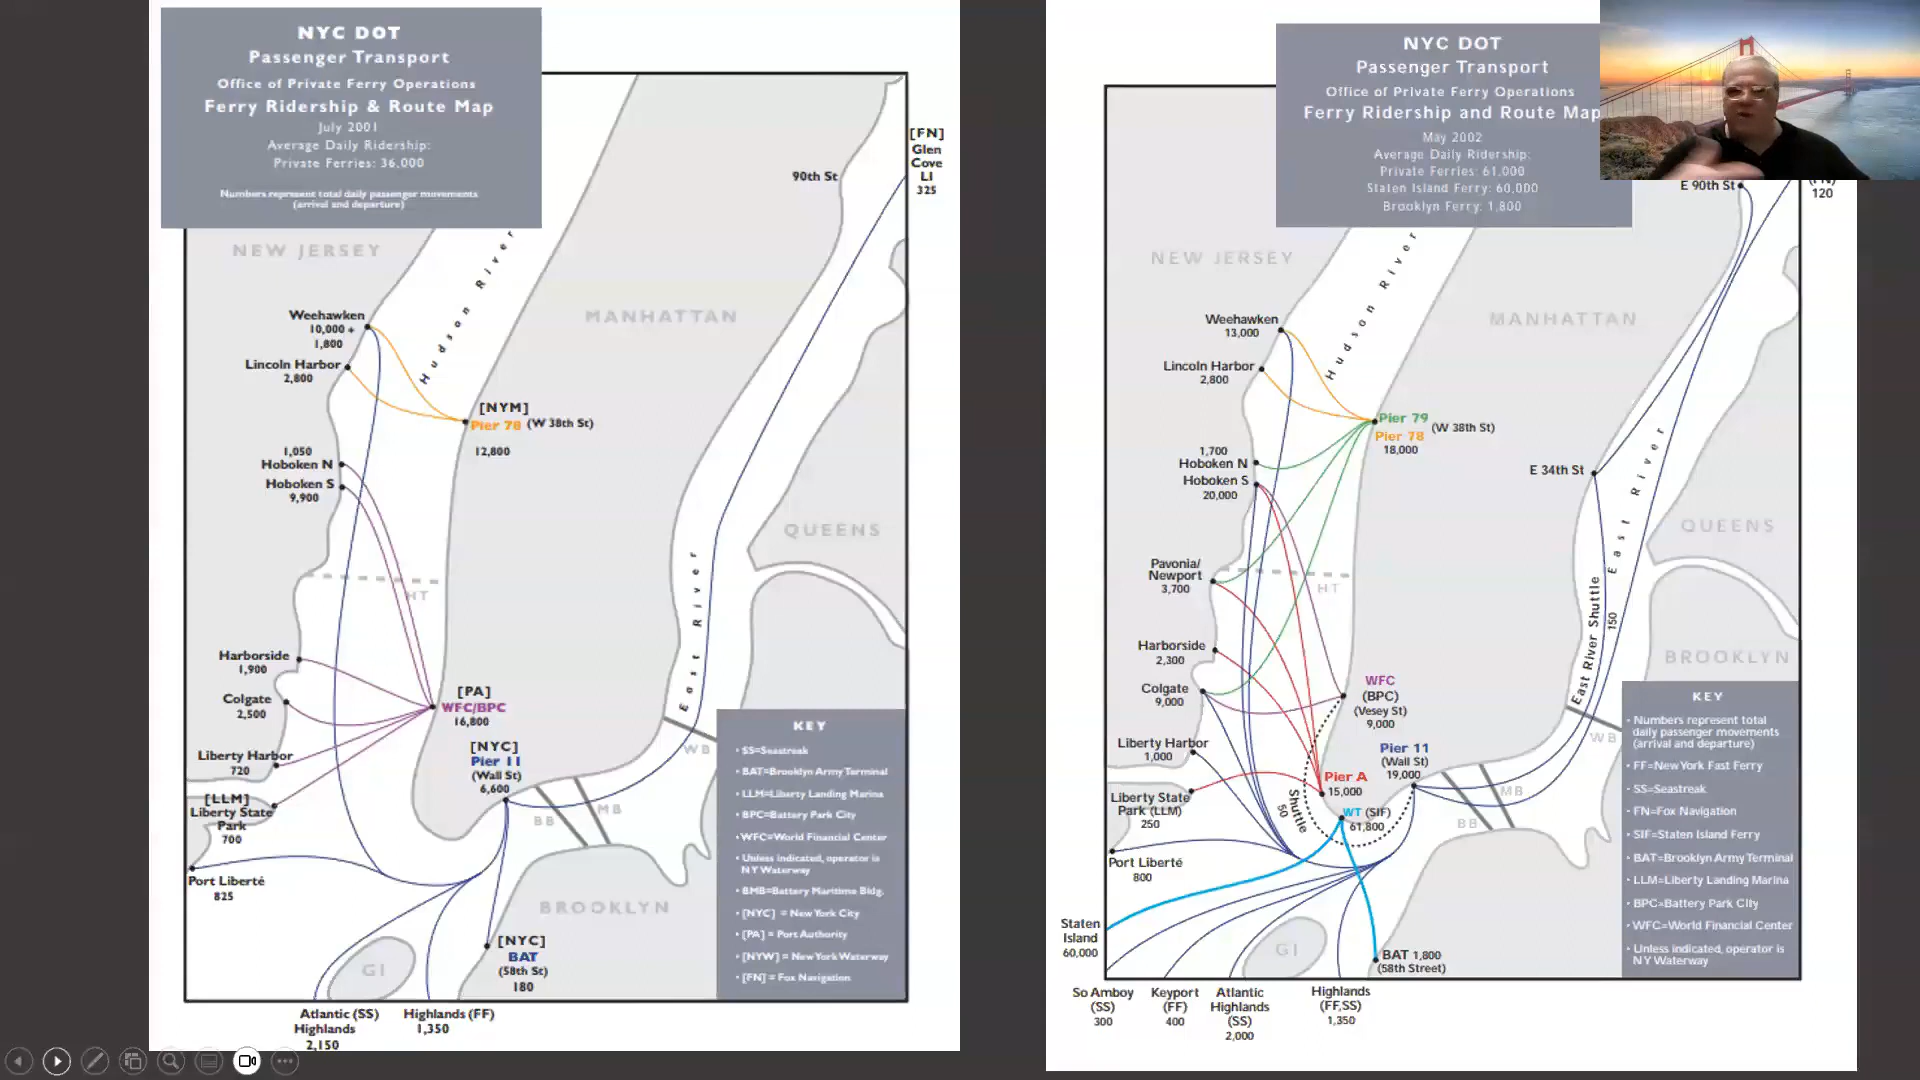 NYC DOT
Passenger Transport
Office of Private Ferry Operations
Ferry Ridership & Route Map
July 2001
Average Daily Ridership:
Private Ferries: 36,000
Numbers represent total daily passenger movements
(arrival and departure)
NEW JERSEY
Hudson River
MANHATTAN
90th St
[FN]
Glen
Cove
LI
325
Weehawken
10,000 +
1,800
Lincoln Harbor
2,800
[NYM]
Pier 78 (W 38th St)
12,800
1,050
Hoboken N
Hoboken S
9,900
QUEENS
East River
HT
Harborside
1,900
Colgate
2,500
[PA]
WFC/BPC
16,800
Liberty Harbor
720
[NYC]
Pier 11
(Wall St)
6,600
WB
MB
BB
[LLM]
Liberty State
Park
700
Port Liberté
825
BROOKLYN
GI
[NYC]
BAT
(58th St)
180
Atlantic (SS)
Highlands
2,150
Highlands (FF)
1,350
KEY
• SS=Seastreak
• BAT=Brooklyn Army Terminal
• LLM=Liberty Landing Marina
• BPC=Battery Park City
• WFC=World Financial Center
• Unless indicated, operator is
NY Waterway
• BMB=Battery Maritime Bldg.
• [NYC] = New York City
• [PA] = Port Authority
• [NYW] = New York Waterway
• [FN] = Fox Navigation
NYC DOT
Passenger Transport
Office of Private Ferry Operations
Ferry Ridership and Route Map
May 2002
Average Daily Ridership:
Private Ferries: 61,000
Staten Island Ferry: 60,000
Brooklyn Ferry: 1,800
NEW JERSEY
Hudson River
MANHATTAN
E 90th St
(FN)
120
Weehawken
13,000
Lincoln Harbor
2,800
Pier 79
Pier 78
(W 38th St)
18,000
1,700
Hoboken N
Hoboken S
20,000
E 34th St
East River
QUEENS
Pavonia/
Newport
3,700
HT
East River Shuttle
150
Harborside
2,300
BROOKLYN
Colgate
9,000
WFC
(BPC)
(Vesey St)
9,000
Liberty Harbor
1,000
Pier 11
(Wall St)
19,000
WB
MB
BB
Pier A
15,000
Liberty State
Park (LLM)
250
Shuttle
50
WT (SIF)
61,800
Port Liberté
800
Staten
Island
60,000
GI
BAT 1,800
(58th Street)
So Amboy
(SS)
300
Keyport
(FF)
400
Atlantic
Highlands
(SS)
2,000
Highlands
(FF,SS)
1,350
KEY
• Numbers represent total
daily passenger movements
(arrival and departure)
• FF=New York Fast Ferry
• SS=Seastreak
• FN=Fox Navigation
• SIF=Staten Island Ferry
• BAT=Brooklyn Army Terminal
• LLM=Liberty Landing Marina
• BPC=Battery Park City
• WFC=World Financial Center
• Unless indicated, operator is
NY Waterway